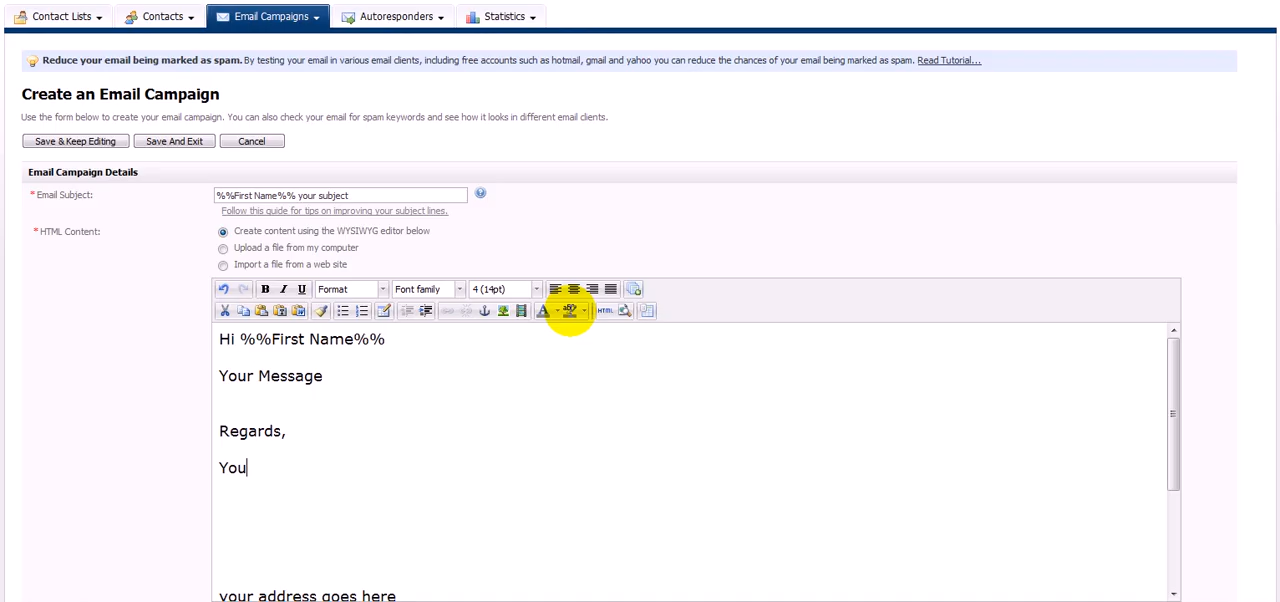 Contact Lists Contacts Email Campaigns Autoresponders Statistics
Reduce your email being marked as spam. By testing your email in various email clients, including free accounts such as hotmail, gmail and yahoo you can reduce the chances of your email being marked as spam. Read Tutorial...
Create an Email Campaign
Use the form below to create your email campaign. You can also check your email for spam keywords and see how it looks in different email clients.
Save & Keep Editing Save And Exit Cancel
Email Campaign Details
* Email Subject: %%First Name%% your subject
Follow this guide for tips on improving your subject lines.
* HTML Content: Create content using the WYSIWYG editor below
Upload a file from my computer
Import a file from a web site
B I U Format Font family 4 (14pt)
A HTML
Hi %%First Name%%
Your Message
Regards,
You
your address goes here